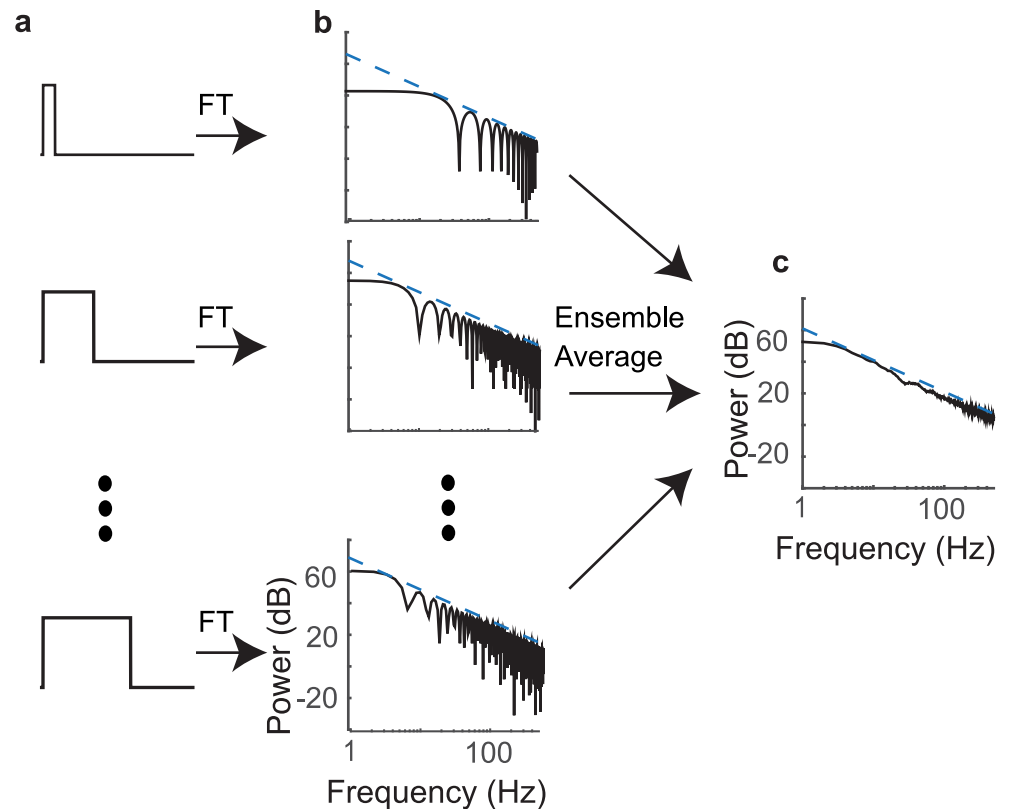 a
b
FT
FT
Ensemble
Average
c
Power (dB)
60
20
-20
1
100
Frequency (Hz)
FT
Power (dB)
60
20
-20
1
100
Frequency (Hz)